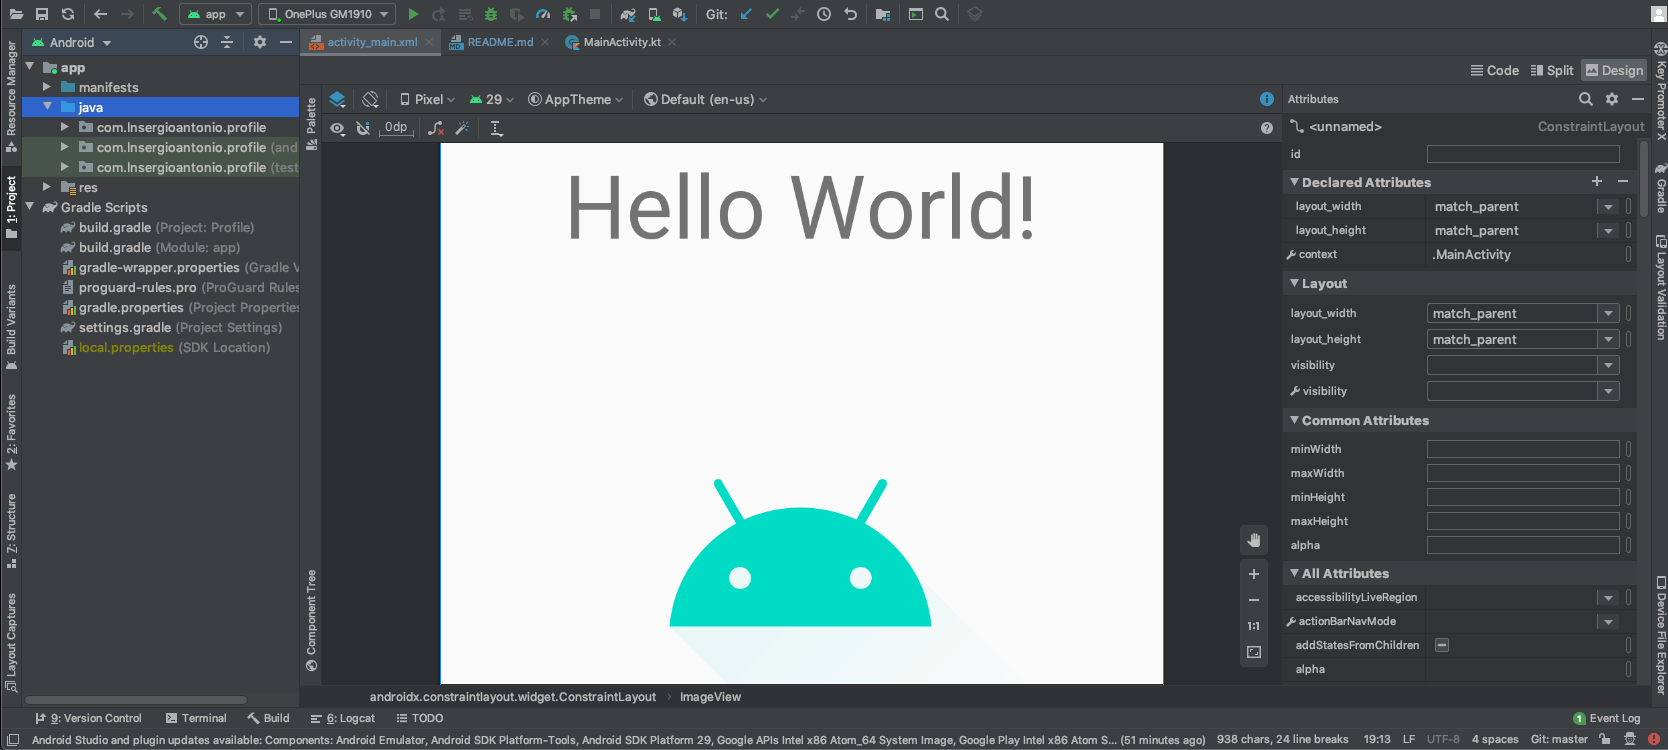 app
OnePlus GM1910
Git:
Android
activity_main.xml
README.md
MainActivity.kt
Code
Split
Design
Resource Manager
1: Project
Build Variants
2: Favorites
Z: Structure
Layout Captures
app
manifests
java
com.lnsergioantonio.profile
com.lnsergioantonio.profile (and
com.lnsergioantonio.profile (test
res
Gradle Scripts
build.gradle (Project: Profile)
build.gradle (Module: app)
gradle-wrapper.properties (Gradle V
proguard-rules.pro (ProGuard Rules
gradle.properties (Project Properties
settings.gradle (Project Settings)
local.properties (SDK Location)
Palette
Component Tree
Pixel
29
AppTheme
Default (en-us)
0dp
Hello World!
1:1
Attributes
<unnamed>
ConstraintLayout
id
Declared Attributes
layout_width match_parent
layout_height match_parent
context .MainActivity
Layout
layout_width match_parent
layout_height match_parent
visibility
visibility
Common Attributes
minWidth
maxWidth
minHeight
maxHeight
alpha
All Attributes
accessibilityLiveRegion
actionBarNavMode
addStatesFromChildren
alpha
Key Promoter X
Gradle
Layout Validation
Device File Explorer
androidx.constraintlayout.widget.ConstraintLayout
ImageView
9: Version Control
Terminal
Build
6: Logcat
TODO
1 Event Log
Android Studio and plugin updates available: Components: Android Emulator, Android SDK Platform-Tools, Android SDK Platform 29, Google APIs Intel x86 Atom_64 System Image, Google Play Intel x86 Atom S... (51 minutes ago)
938 chars, 24 line breaks
19:13
LF
UTF-8
4 spaces
Git: master